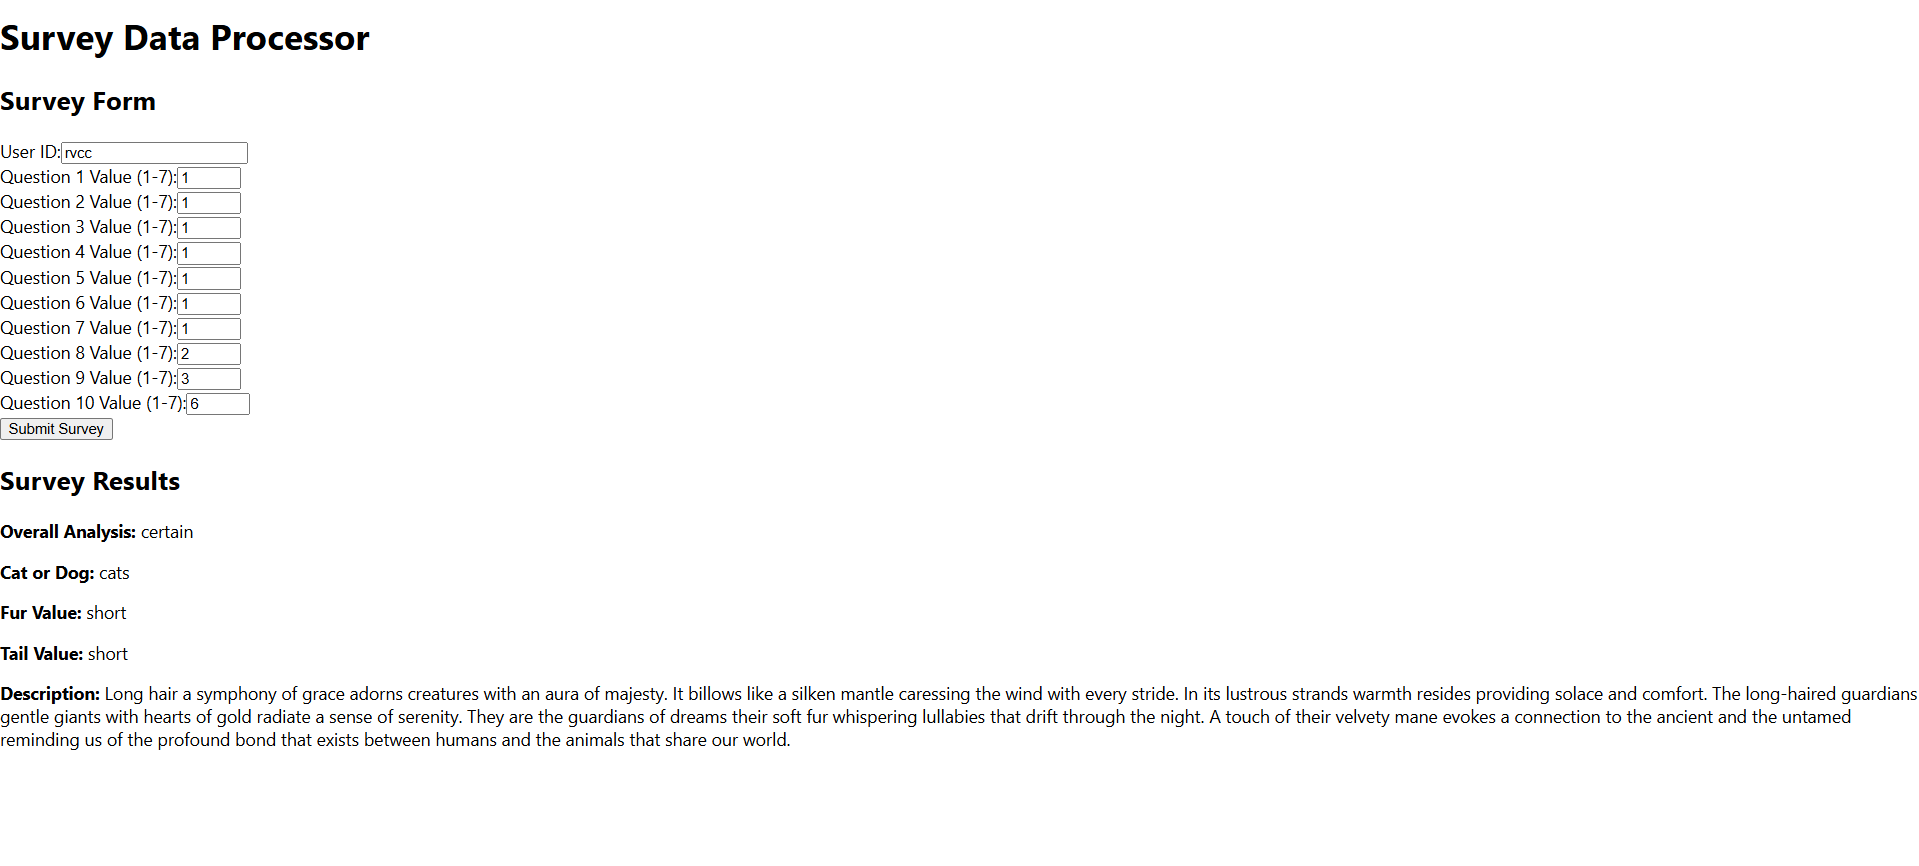 Survey Data Processor
Survey Form
User ID: rvcc
Question 1 Value (1-7): 1
Question 2 Value (1-7): 1
Question 3 Value (1-7): 1
Question 4 Value (1-7): 1
Question 5 Value (1-7): 1
Question 6 Value (1-7): 1
Question 7 Value (1-7): 1
Question 8 Value (1-7): 2
Question 9 Value (1-7): 3
Question 10 Value (1-7): 6
Submit Survey
Survey Results
Overall Analysis: certain
Cat or Dog: cats
Fur Value: short
Tail Value: short
Description: Long hair a symphony of grace adorns creatures with an aura of majesty. It billows like a silken mantle caressing the wind with every stride. In its lustrous strands warmth resides providing solace and comfort. The long-haired guardians
gentle giants with hearts of gold radiate a sense of serenity. They are the guardians of dreams their soft fur whispering lullabies that drift through the night. A touch of their velvety mane evokes a connection to the ancient and the untamed
reminding us of the profound bond that exists between humans and the animals that share our world.